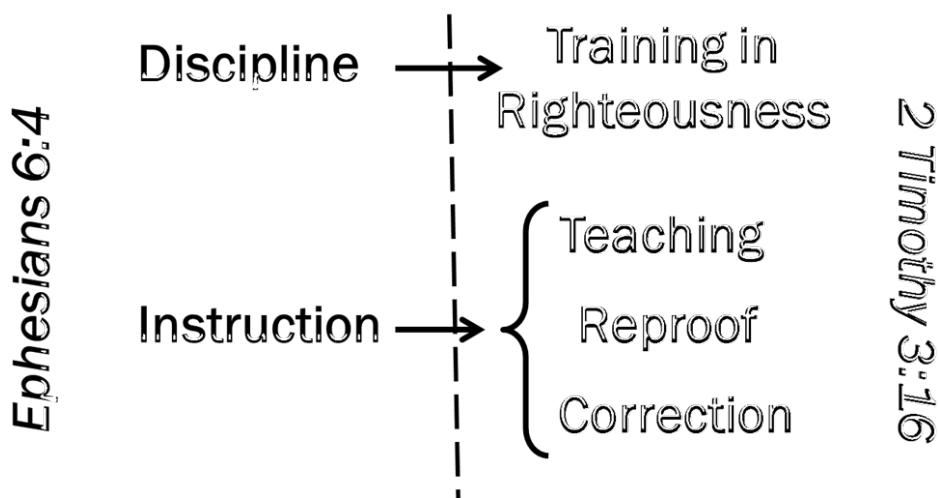 Ephesians 6:4
Discipline
Training in
Righteousness
Instruction
Teaching
Reproof
Correction
2 Timothy 3:16